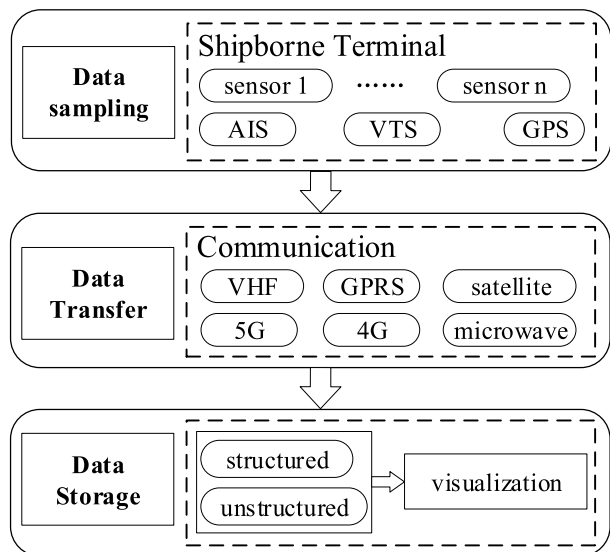 Data
sampling
Shipborne Terminal
sensor 1 ...... sensor n
AIS VTS GPS
Data
Transfer
Communication
VHF GPRS satellite
5G 4G microwave
Data
Storage
structured
unstructured
visualization